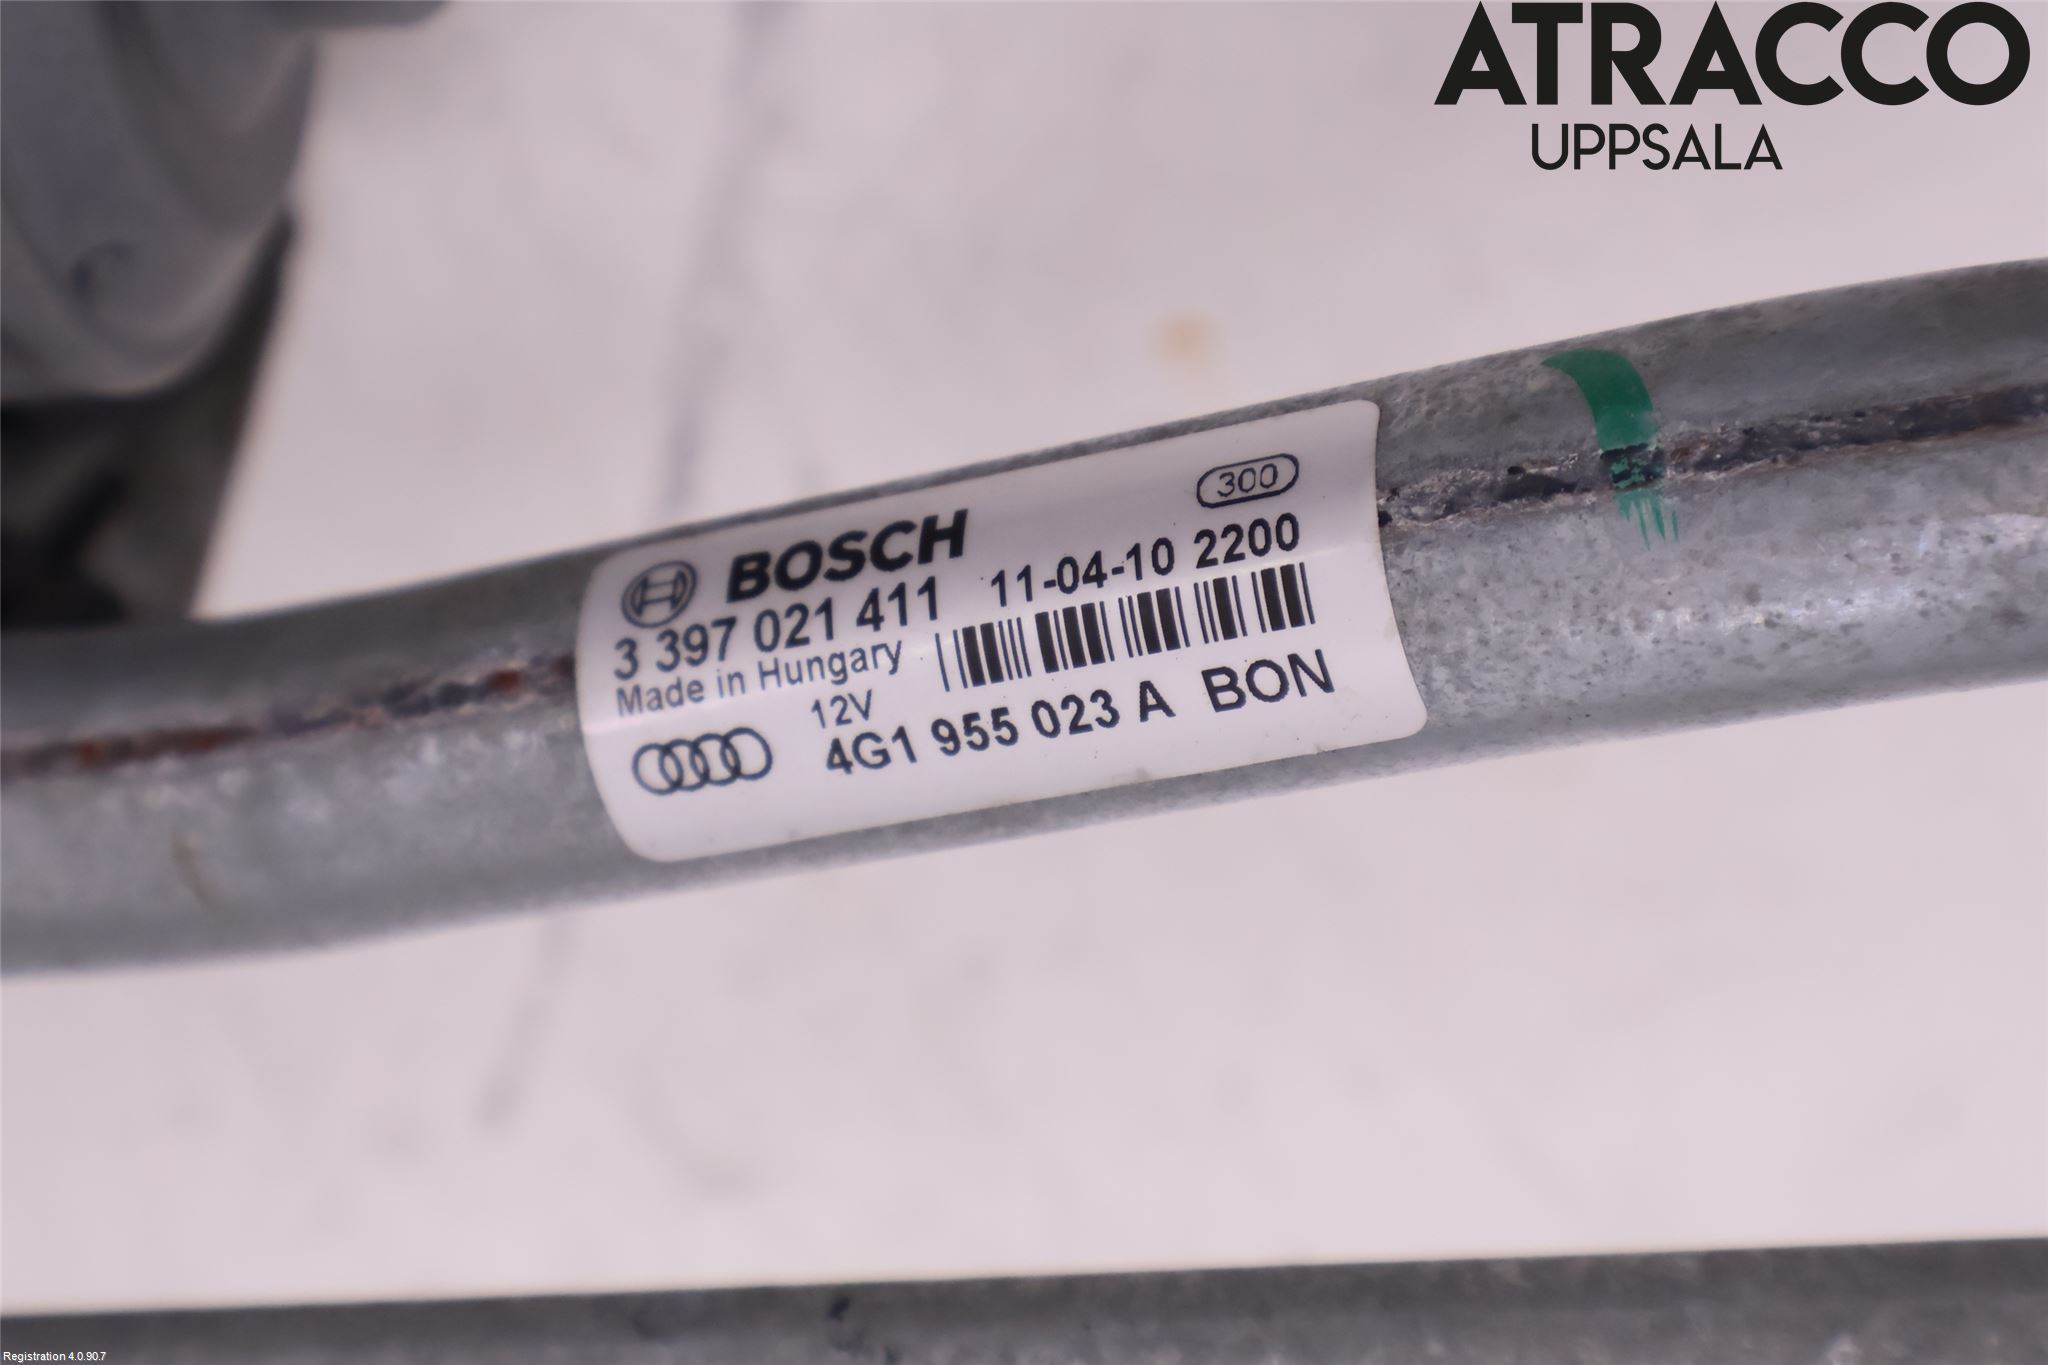 ATRACCO
UPPSALA
300
BOSCH
3 397 021 411 11-04-10 2200
Made in Hungary
12V
4G1 955 023 A BON
Registration 4.0.90.7